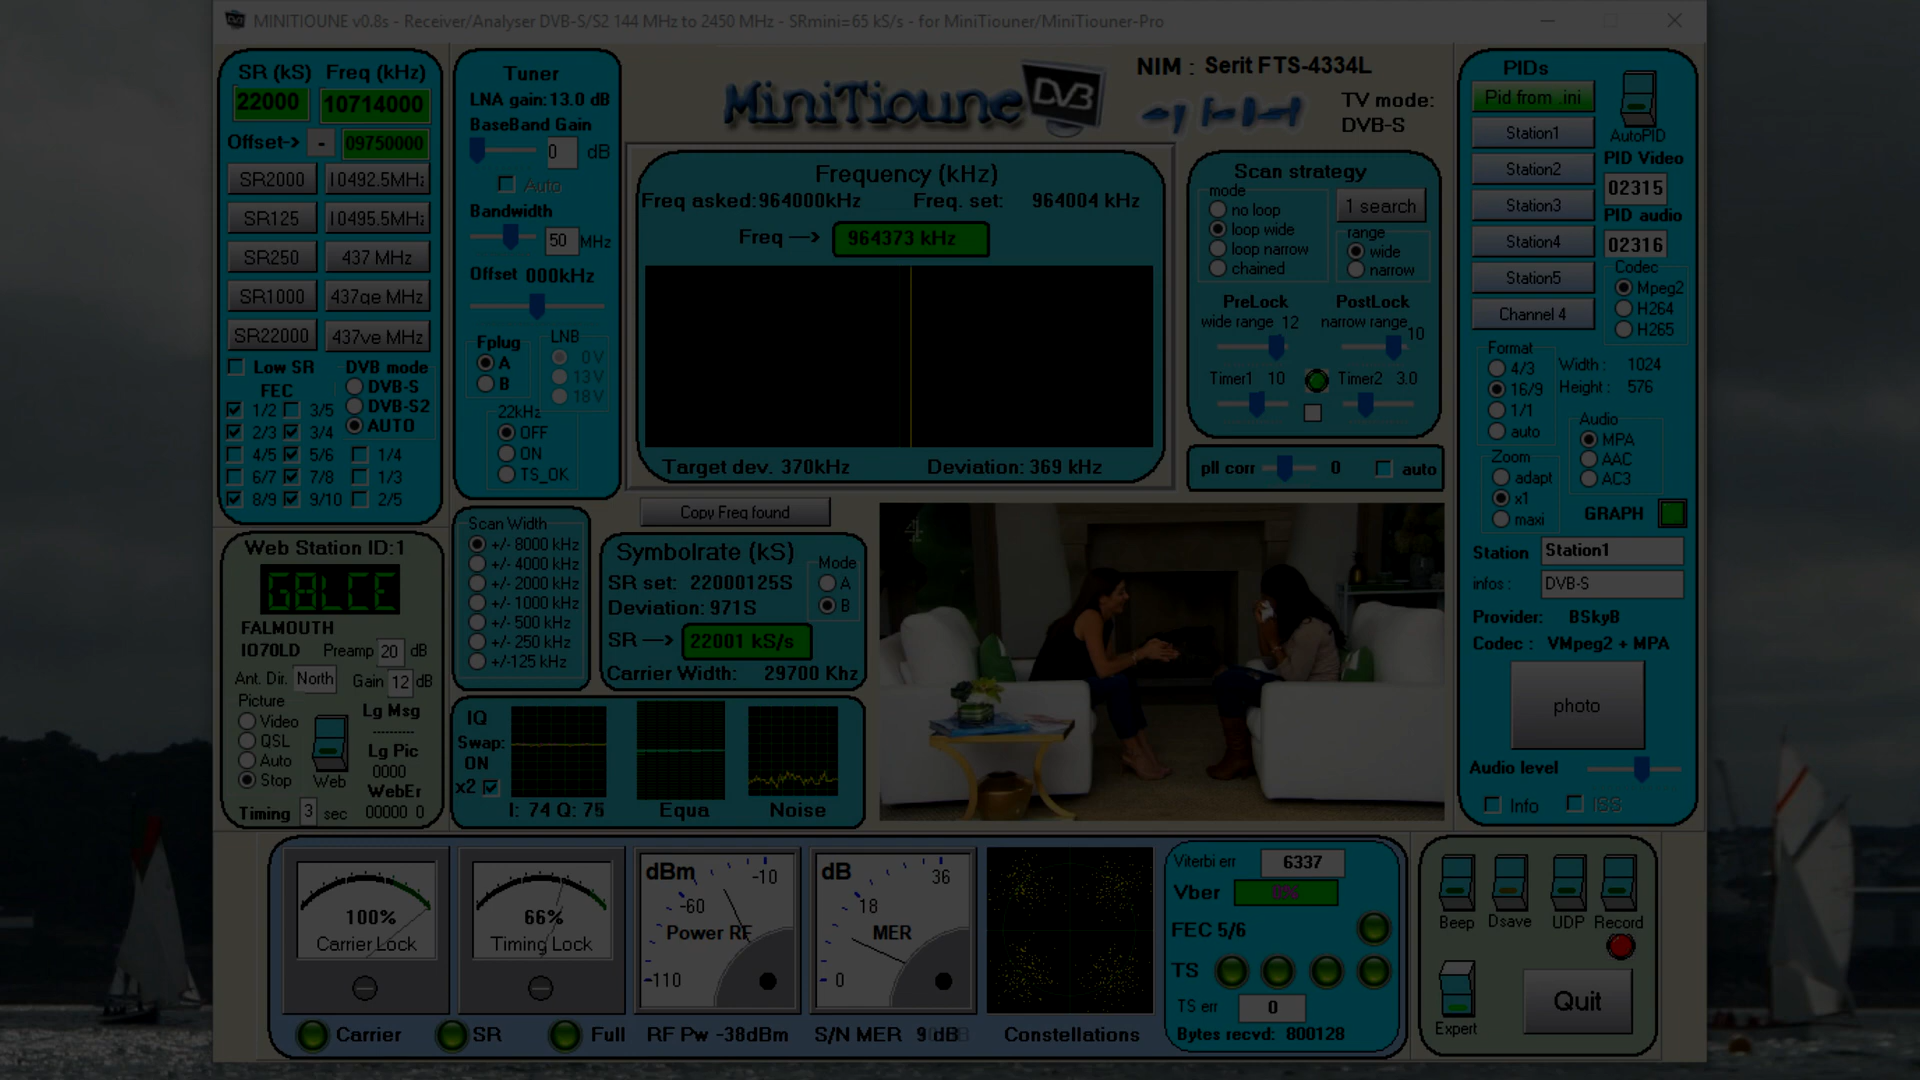 MINITIOUNE v0.8s - Receiver/Analyser DVB-S/S2 144 MHz to 2450 MHz - SRmini=65 kS/s - for MiniTiouner/MiniTiouner-Pro
SR (kS) Freq (kHz)
22000 10714000
Offset-> - 09750000
SR2000 10492.5MHz
SR125 10495.5MHz
SR250 437 MHz
SR1000 437qe MHz
SR22000 437ve MHz
Low SR DVB mode
FEC DVB-S
1/2 3/5 DVB-S2
2/3 3/4 AUTO
4/5 5/6 1/4
6/7 7/8 1/3
8/9 9/10 2/5
Web Station ID:1
G8LCE
FALMOUTH
IO70LD Preamp 20 dB
Ant. Dir. North Gain 12 dB
Picture
Video
QSL
Auto
Stop
Web
Lg Msg
----------
Lg Pic
0000
WebEr
Timing 3 sec 00000 0
Tuner
LNA gain:13.0 dB
BaseBand Gain
0 dB
Auto
Bandwidth
50 MHz
Offset 000kHz
Fplug
A
B
LNB
0 V
13 V
18 V
22kHz
OFF
ON
TS_OK
Scan Width
+/- 8000 kHz
+/- 4000 kHz
+/- 2000 kHz
+/- 1000 kHz
+/- 500 kHz
+/- 250 kHz
+/-125 kHz
MiniTioune DVB
NIM : Serit FTS-4334L
TV mode:
DVB-S
Frequency (kHz)
Freq asked:964000kHz Freq. set: 964004 kHz
Freq ---> 964373 kHz
Target dev. 370kHz Deviation: 369 kHz
Copy Freq found
Symbolrate (kS)
SR set: 22000125S
Deviation: 971S
SR ---> 22001 kS/s
Carrier Width: 29700 Khz
Mode
A
B
IQ
Swap:
ON
x2
I: 74 Q: 75 Equa Noise
Scan strategy
mode
no loop
loop wide
loop narrow
chained
1 search
range
wide
narrow
PreLock PostLock
wide range 12 narrow range 10
Timer1 10 Timer2 3.0
pll corr 0 auto
4
PIDs
Pid from .ini
Station1
Station2
Station3
Station4
Station5
Channel 4
AutoPID
PID Video
02315
PID audio
02316
Codec
Mpeg2
H264
H265
Format
4/3
16/9
1/1
auto
Width : 1024
Height : 576
Audio
MPA
AAC
AC3
Zoom
adapt
x1
maxi
GRAPH
Station Station1
infos : DVB-S
Provider: BSkyB
Codec : VMpeg2 + MPA
photo
Audio level
Info ISS
100%
Carrier Lock
66%
Timing Lock
dBm
-10
-60
Power RF
-110
dB
36
18
MER
0
Carrier SR Full RF Pw -38dBm S/N MER 9 dB Constellations
Viterbi err 6337
Vber
FEC 5/6
TS
TS err 0
Bytes recvd: 800128
Beep Dsave UDP Record
Expert
Quit